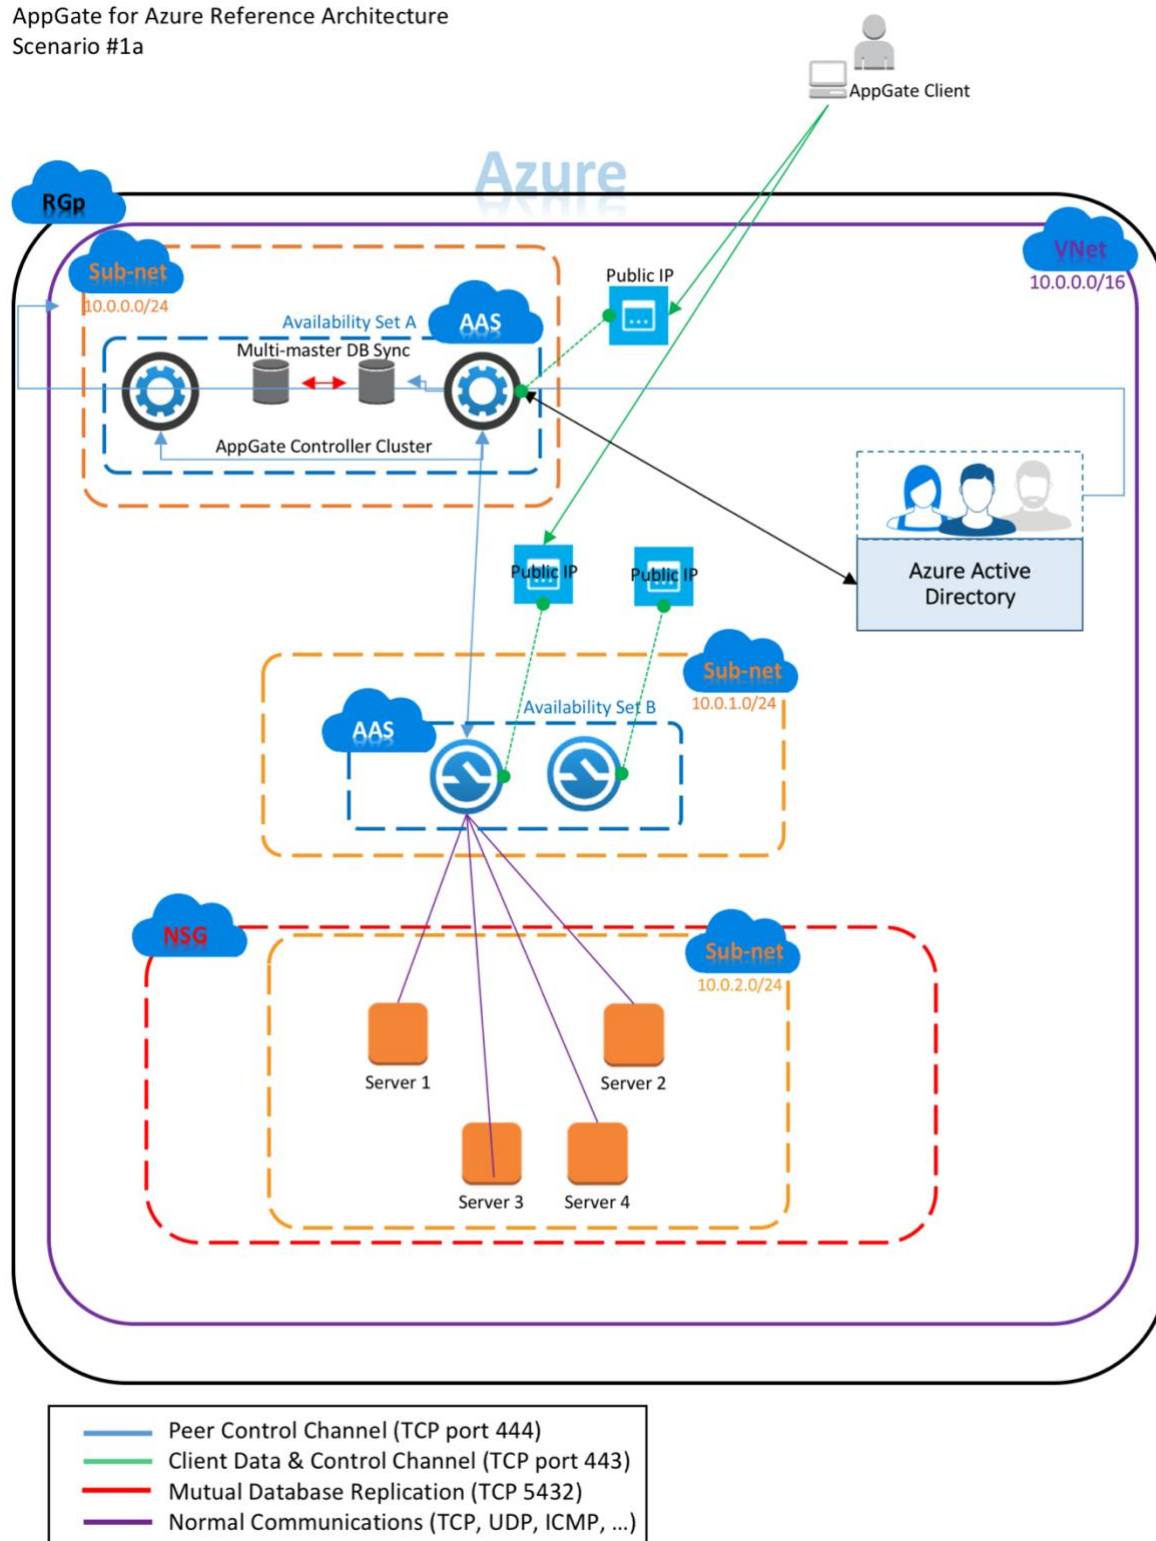 AppGate for Azure Reference Architecture
Scenario #1a
AppGate Client
Azure
RGp
VNet
10.0.0.0/16
Sub-net
10.0.0.0/24
Public IP
Availability Set A
AAS
Multi-master DB Sync
AppGate Controller Cluster
Azure Active
Directory
Public IP
Public IP
Sub-net
10.0.1.0/24
AAS
Availability Set B
NSG
Sub-net
10.0.2.0/24
Server 1
Server 2
Server 3
Server 4
Peer Control Channel (TCP port 444)
Client Data & Control Channel (TCP port 443)
Mutual Database Replication (TCP 5432)
Normal Communications (TCP, UDP, ICMP, ...)